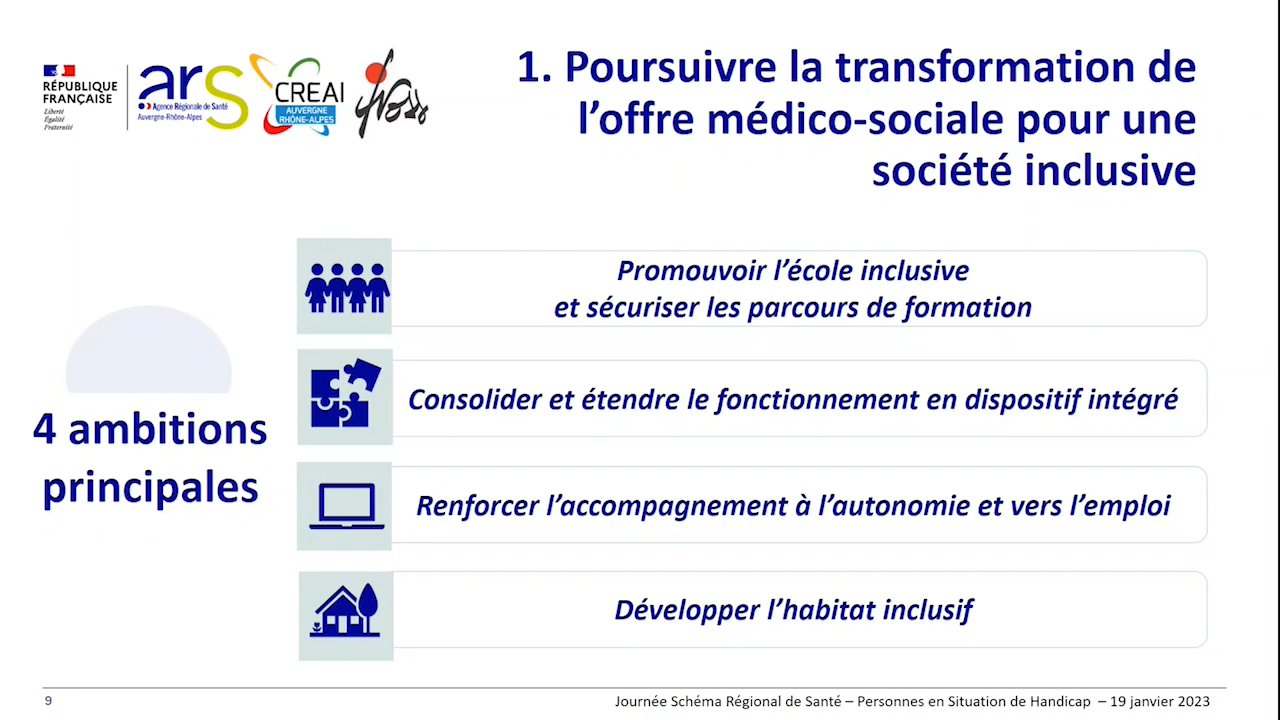 RÉPUBLIQUE
FRANÇAISE
Liberté
Égalité
Fraternité
ars
Agence Régionale de Santé
Auvergne-Rhône-Alpes
CREAI
AUVERGNE
RHÔNE-ALPES
1. Poursuivre la transformation de
l’offre médico-sociale pour une
société inclusive
4 ambitions
principales
Promouvoir l’école inclusive
et sécuriser les parcours de formation
Consolider et étendre le fonctionnement en dispositif intégré
Renforcer l’accompagnement à l’autonomie et vers l’emploi
Développer l’habitat inclusif
9
Journée Schéma Régional de Santé – Personnes en Situation de Handicap – 19 janvier 2023